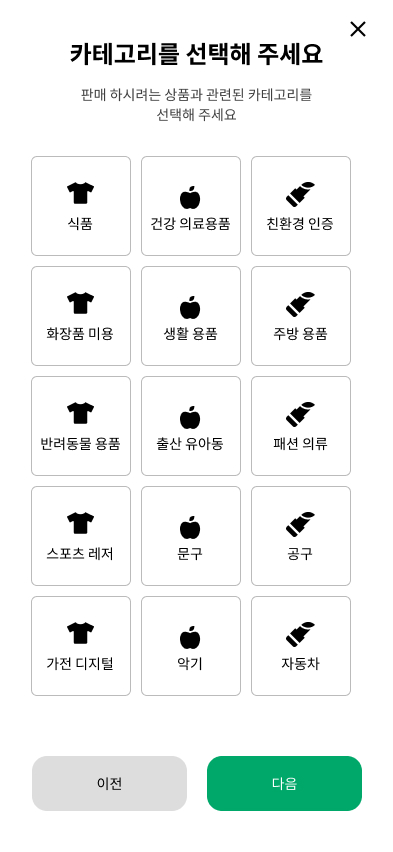 카테고리를 선택해 주세요
판매 하시려는 상품과 관련된 카테고리를
선택해 주세요
식품
건강 의료용품
친환경 인증
화장품 미용
생활 용품
주방 용품
반려동물 용품
출산 유아동
패션 의류
스포츠 레저
문구
공구
가전 디지털
악기
자동차
이전
다음